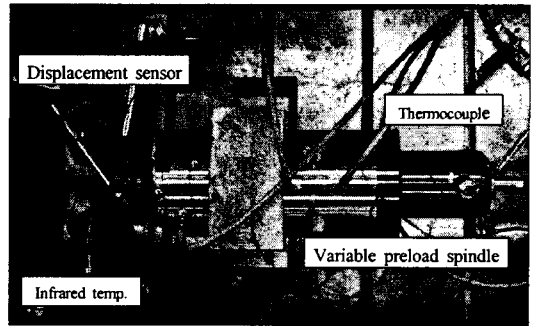 Displacement sensor
Thermocouple
Variable preload spindle
Infrared temp.